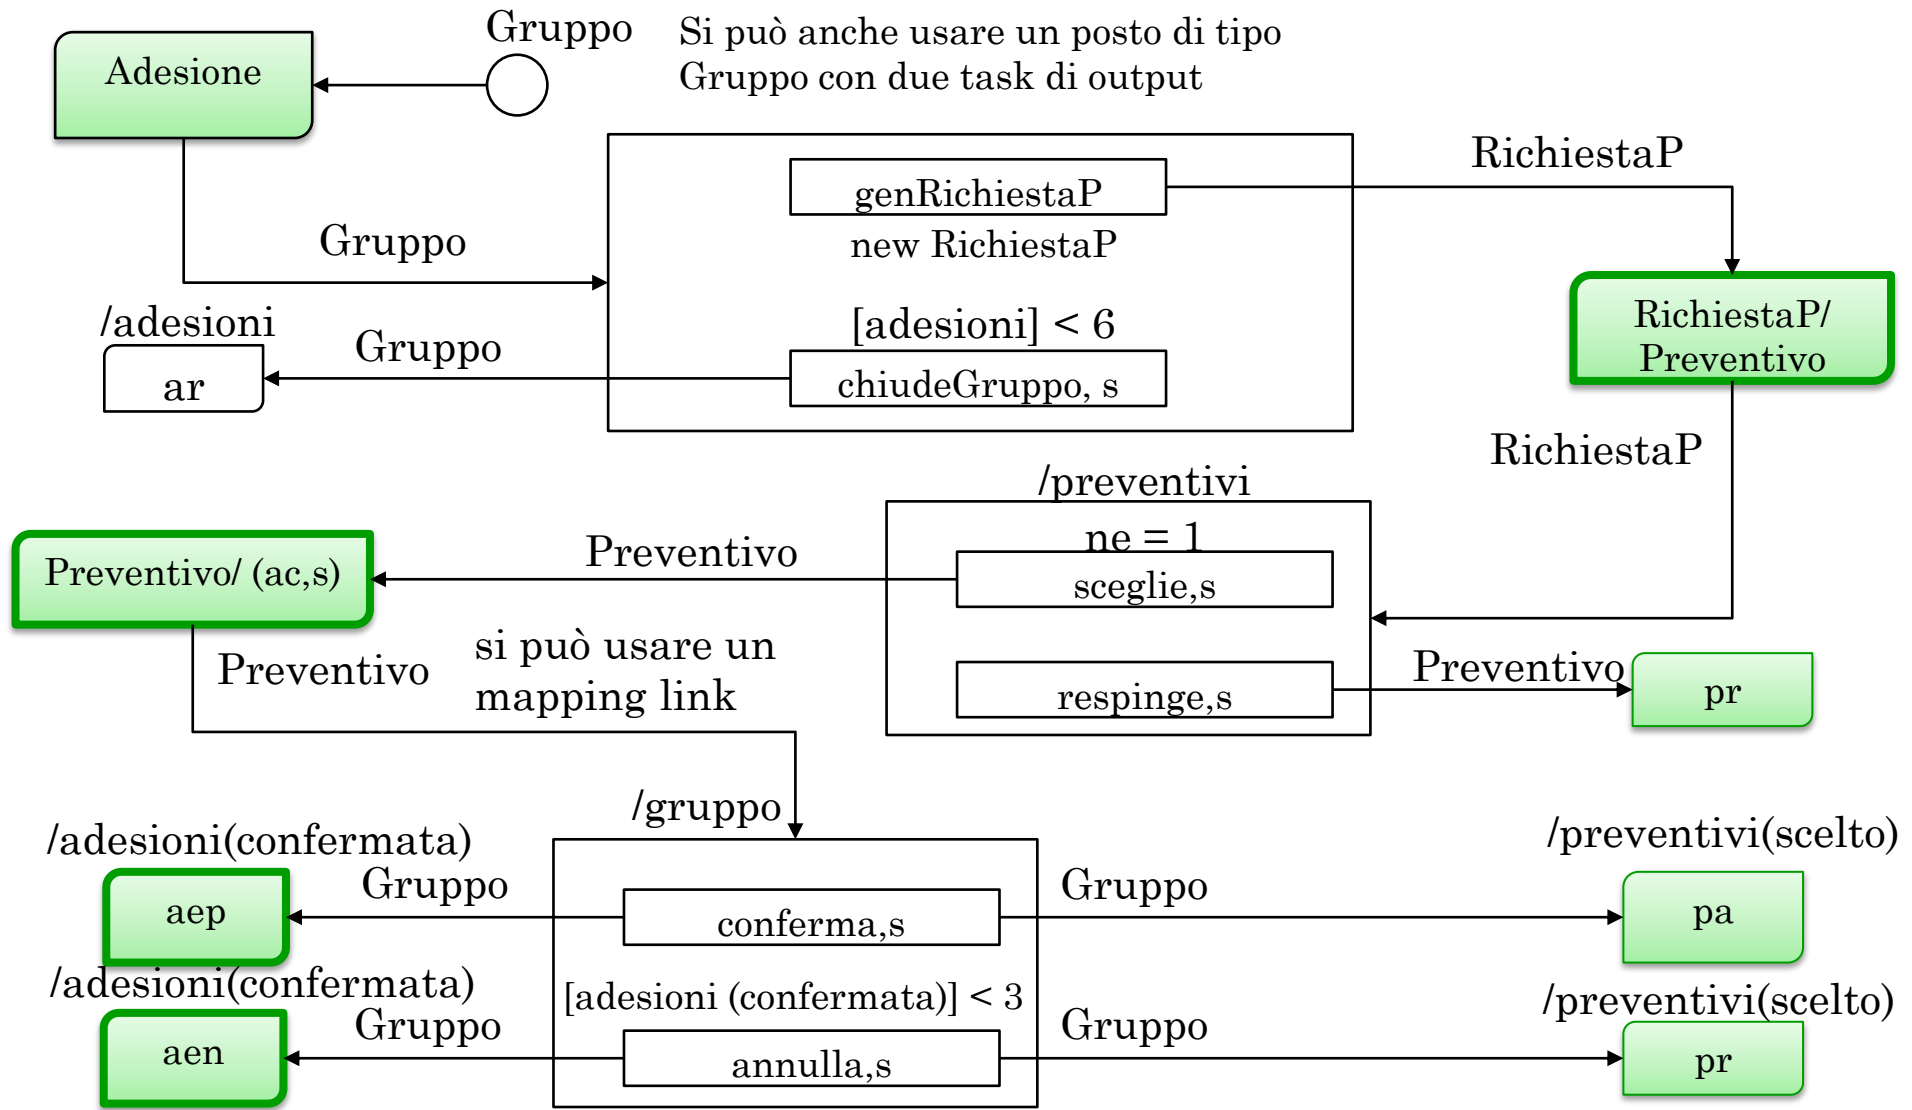 Gruppo
Si può anche usare un posto di tipo
Gruppo con due task di output
Adesione
RichiestaP
genRichiestaP
new RichiestaP
Gruppo
/adesioni
[adesioni] < 6
Gruppo
ar
chiudeGruppo, s
RichiestaP/
Preventivo
RichiestaP
/preventivi
ne = 1
Preventivo
Preventivo/ (ac,s)
sceglie,s
si può usare un
mapping link
Preventivo
Preventivo
respinge,s
pr
/gruppo
/adesioni(confermata)
/preventivi(scelto)
Gruppo
Gruppo
aep
conferma,s
pa
/adesioni(confermata)
[adesioni (confermata)] < 3
/preventivi(scelto)
Gruppo
Gruppo
aen
annulla,s
pr